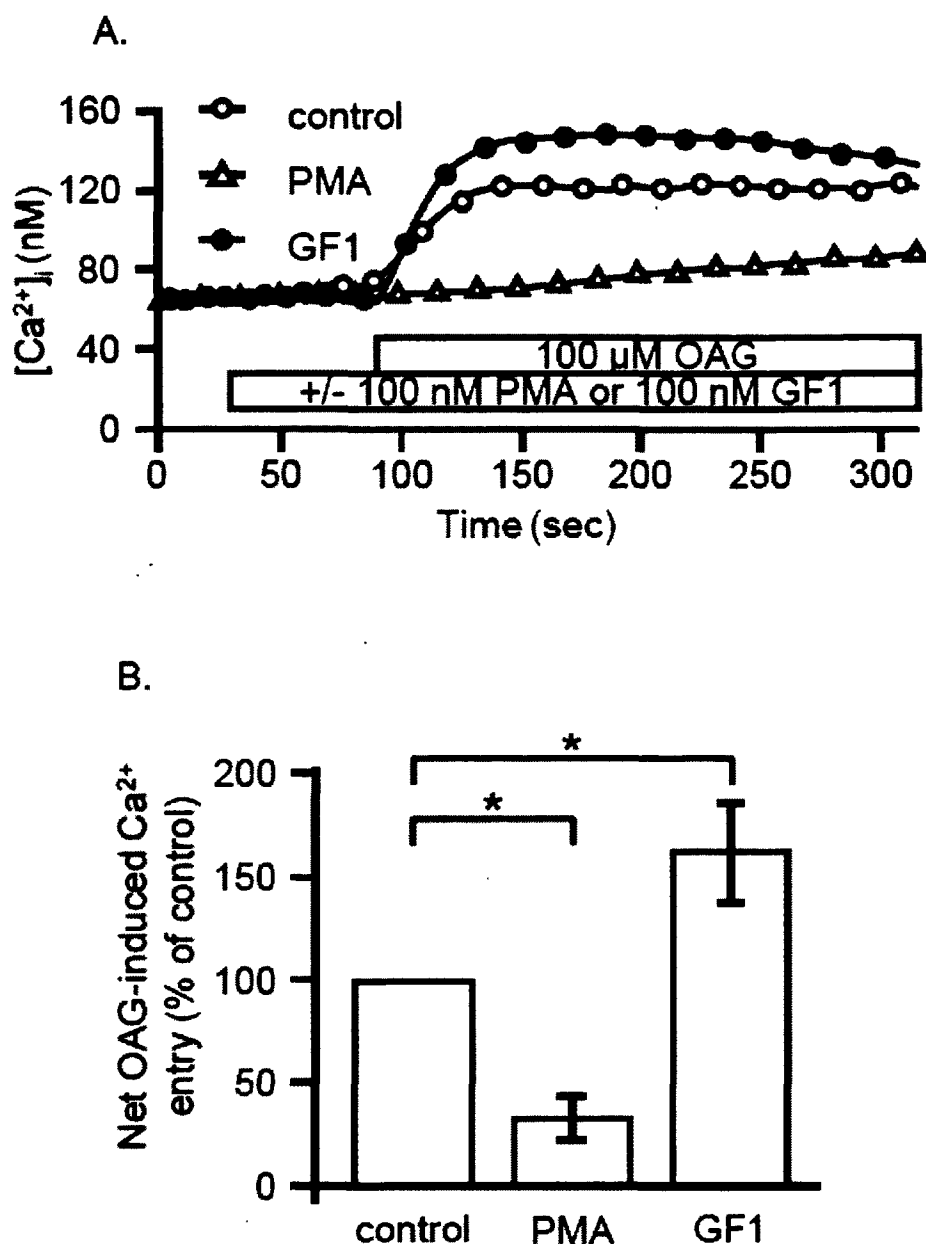 A.
160
120
80
40
0
[Ca²⁺]ᵢ (nM)
control
PMA
GF1
100 µM OAG
+/- 100 nM PMA or 100 nM GF1
0 50 100 150 200 250 300
Time (sec)
B.
200
150
100
50
0
Net OAG-induced Ca²⁺
entry (% of control)
*
*
control PMA GF1